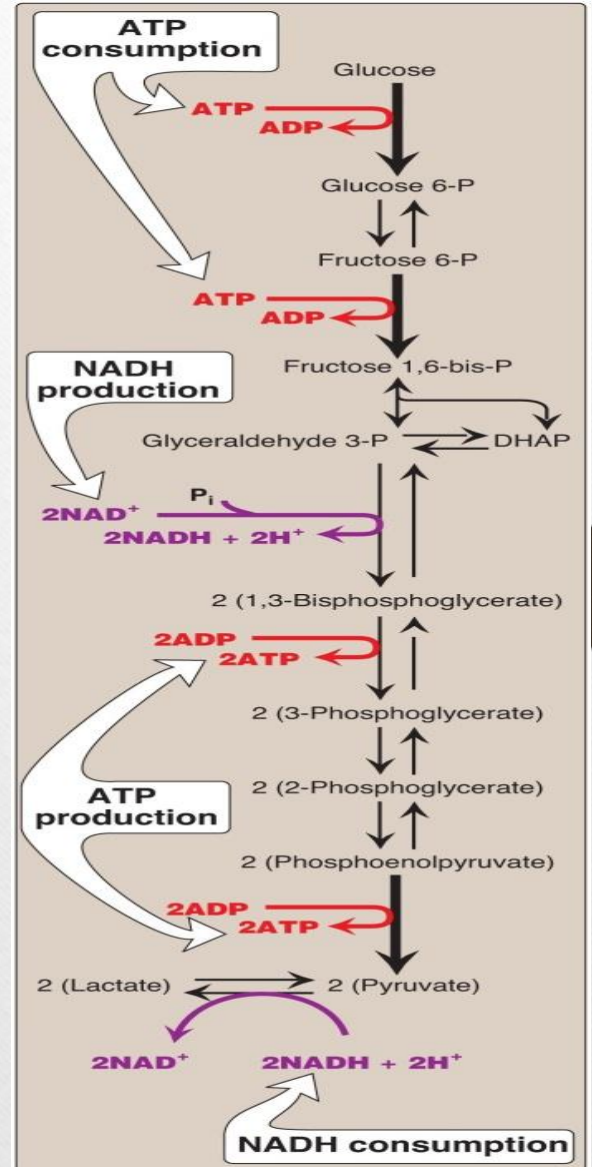 ATP
consumption
Glucose
ATP
ADP
Glucose 6-P
Fructose 6-P
ATP
ADP
Fructose 1,6-bis-P
NADH
production
Glyceraldehyde 3-P
DHAP
Pi
2NAD+
2NADH + 2H+
2 (1,3-Bisphosphoglycerate)
2ADP
2ATP
2 (3-Phosphoglycerate)
ATP
production
2 (2-Phosphoglycerate)
2 (Phosphoenolpyruvate)
2ADP
2ATP
2 (Lactate)
2 (Pyruvate)
2NAD+
2NADH + 2H+
NADH consumption